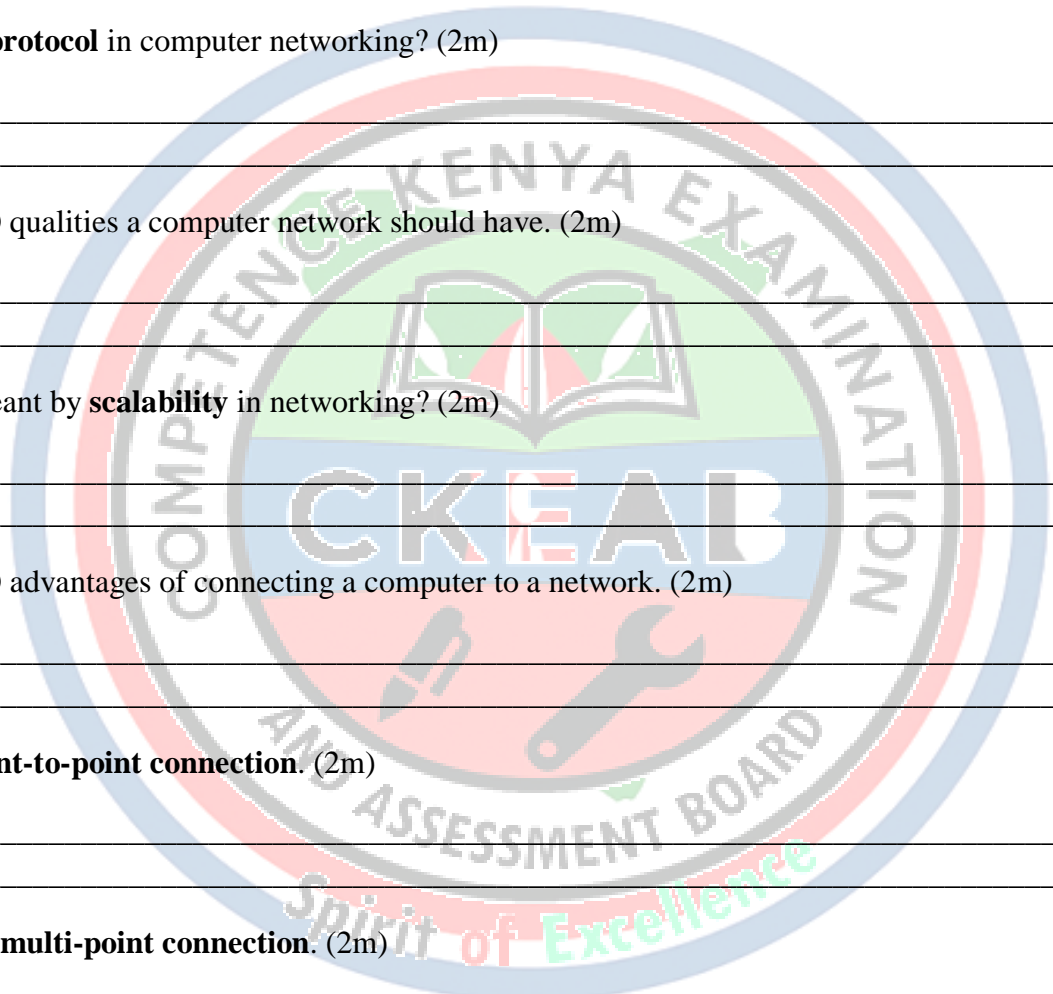 protocol in computer networking? (2m)
qualities a computer network should have. (2m)
eant by scalability in networking? (2m)
advantages of connecting a computer to a network. (2m)
nt-to-point connection. (2m)
multi-point connection. (2m)
COMPETENCE KENYA EXAMINATION
CKEAB
AND ASSESSMENT BOARD
Spirit of Excellence